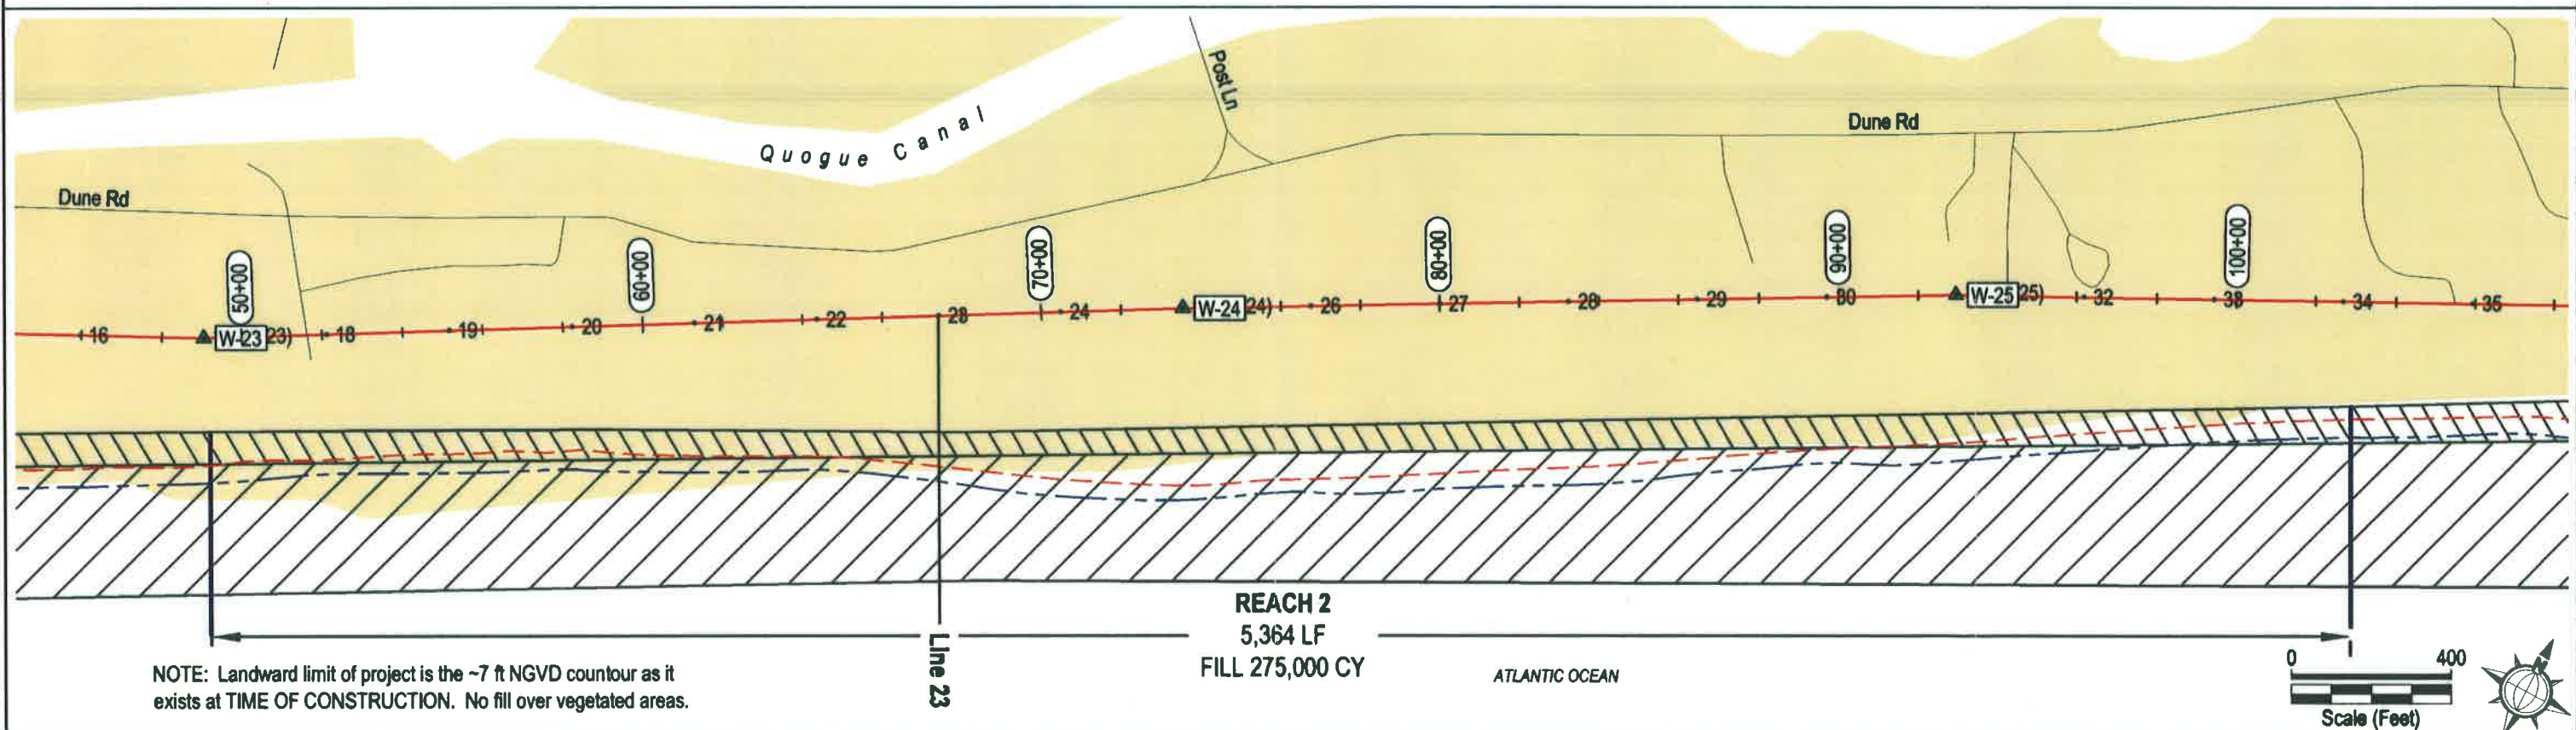 Post Ln
Quogue Canal
Dune Rd
Dune Rd
50+00
60+00
70+00
80+00
90+00
100+00
16
W-23
23)
18
19
20
21
22
23
24
W-24
24)
26
27
28
29
30
W-25
25)
32
33
34
35
REACH 2
5,364 LF
FILL 275,000 CY
Line 23
ATLANTIC OCEAN
NOTE: Landward limit of project is the ~7 ft NGVD countour as it
exists at TIME OF CONSTRUCTION. No fill over vegetated areas.
0
400
Scale (Feet)